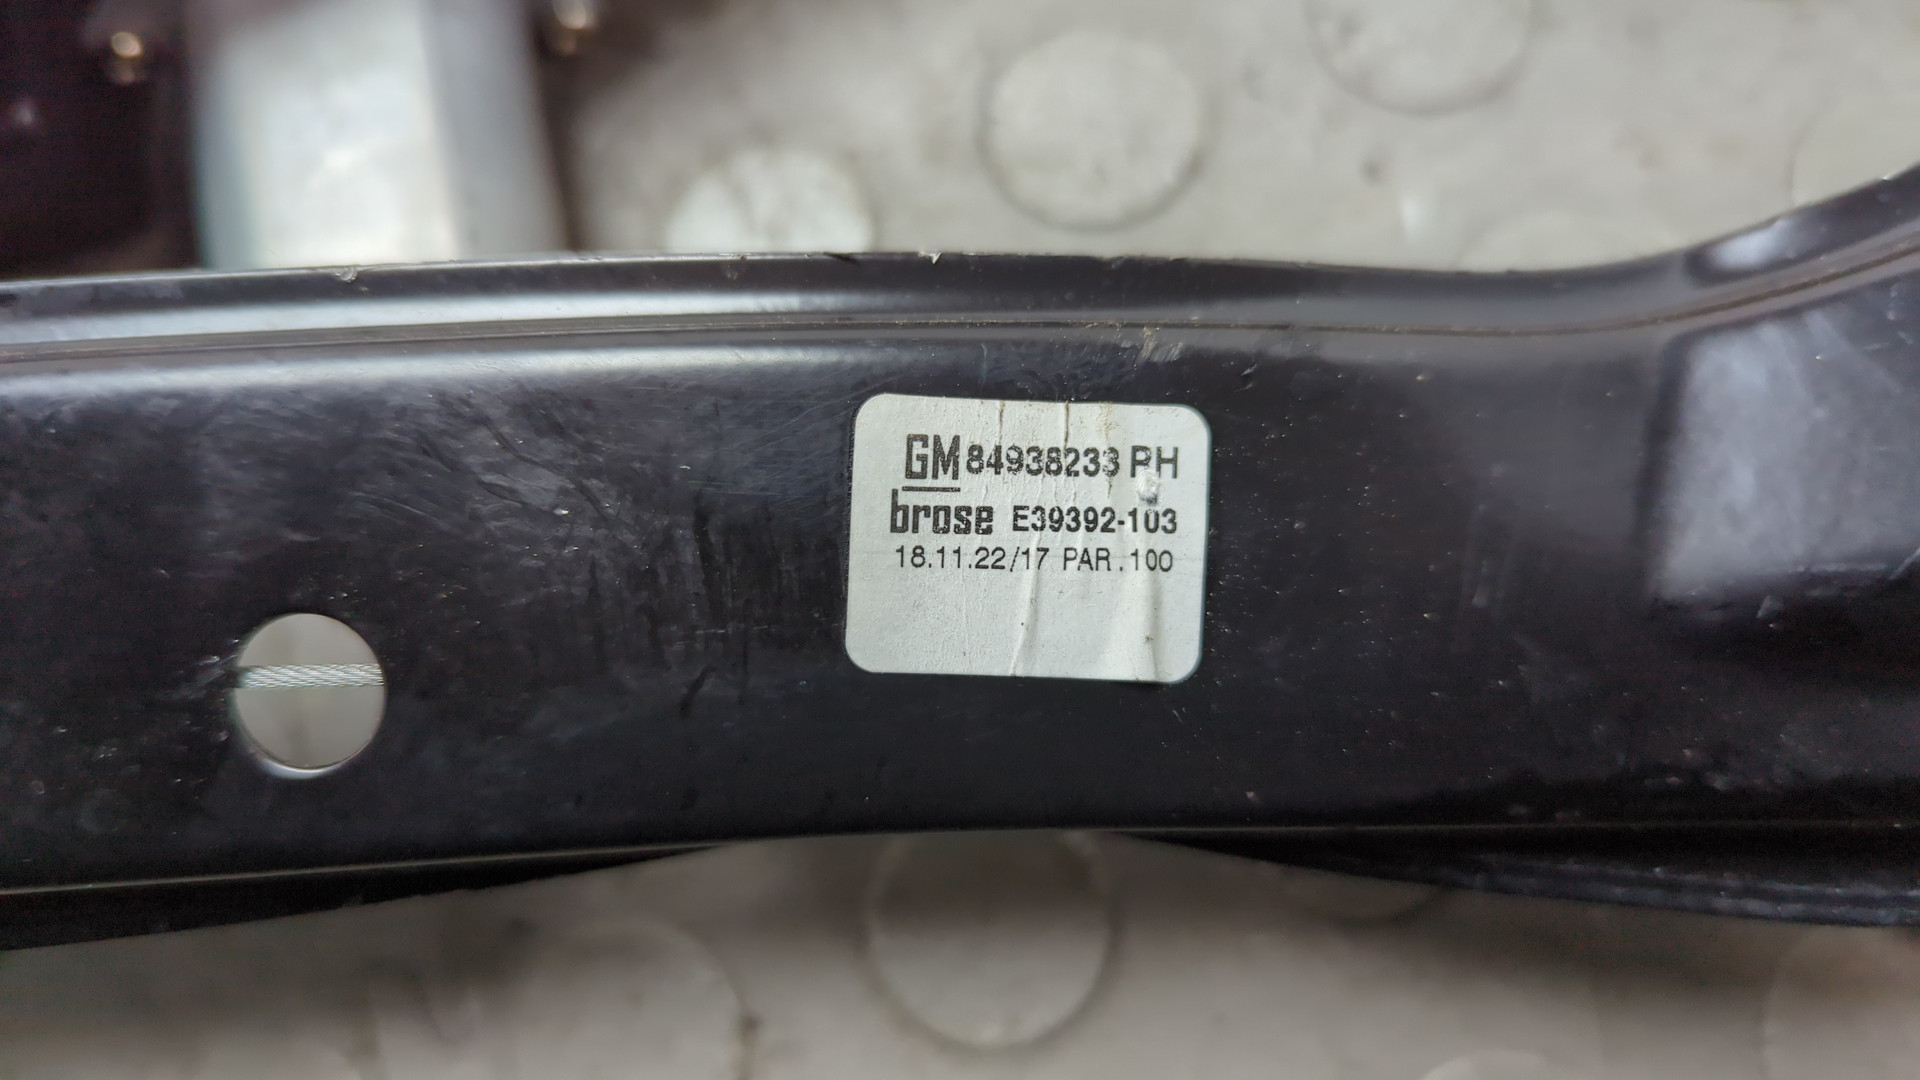 GM 84938233 RH
brose E39392-103
18.11.22/17 PAR.100